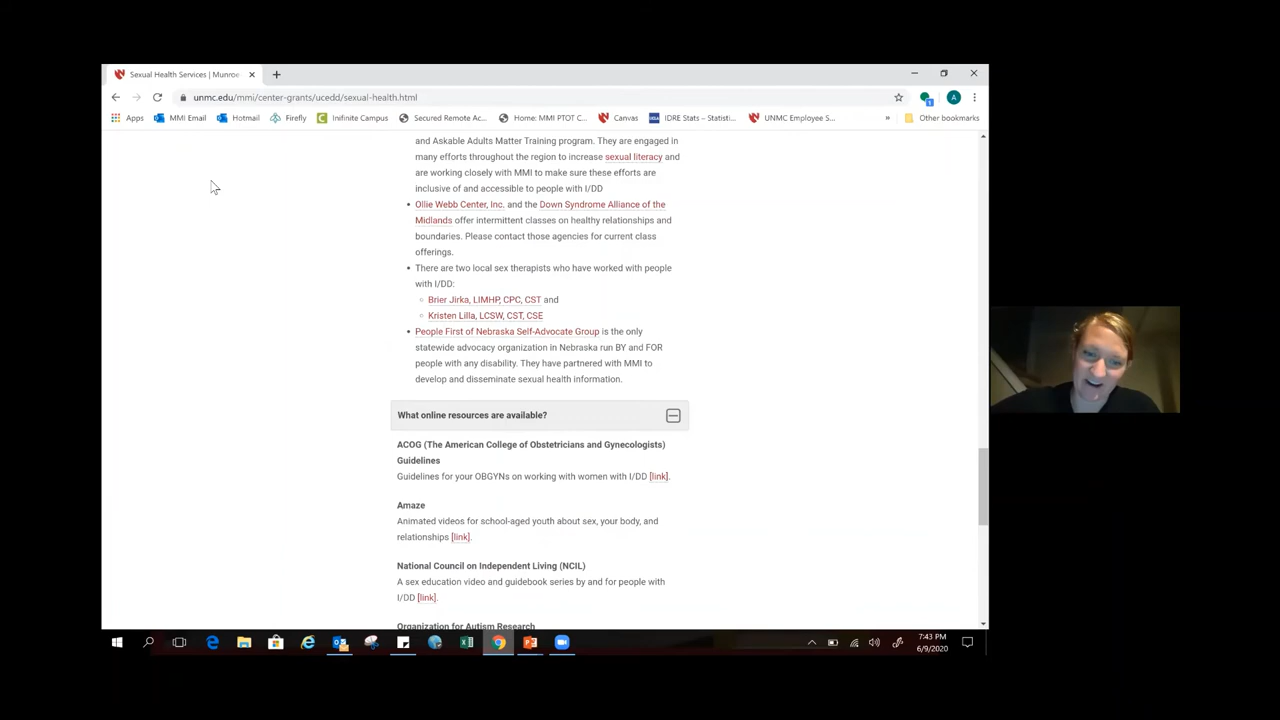 Sexual Health Services | Munroe
unmc.edu/mmi/center-grants/ucedd/sexual-health.html
Apps MMI Email Hotmail Firefly Inifinite Campus Secured Remote Ac... Home: MMI PTOT C... Canvas IDRE Stats – Statisti... UNMC Employee S... » Other bookmarks
and Askable Adults Matter Training program. They are engaged in
many efforts throughout the region to increase sexual literacy and
are working closely with MMI to make sure these efforts are
inclusive of and accessible to people with I/DD
Ollie Webb Center, Inc. and the Down Syndrome Alliance of the
Midlands offer intermittent classes on healthy relationships and
boundaries. Please contact those agencies for current class
offerings.
There are two local sex therapists who have worked with people
with I/DD:
Brier Jirka, LIMHP, CPC, CST and
Kristen Lilla, LCSW, CST, CSE
People First of Nebraska Self-Advocate Group is the only
statewide advocacy organization in Nebraska run BY and FOR
people with any disability. They have partnered with MMI to
develop and disseminate sexual health information.
What online resources are available?
ACOG (The American College of Obstetricians and Gynecologists)
Guidelines
Guidelines for your OBGYNs on working with women with I/DD [link].
Amaze
Animated videos for school-aged youth about sex, your body, and
relationships [link].
National Council on Independent Living (NCIL)
A sex education video and guidebook series by and for people with
I/DD [link].
Organization for Autism Research
7:43 PM
6/9/2020